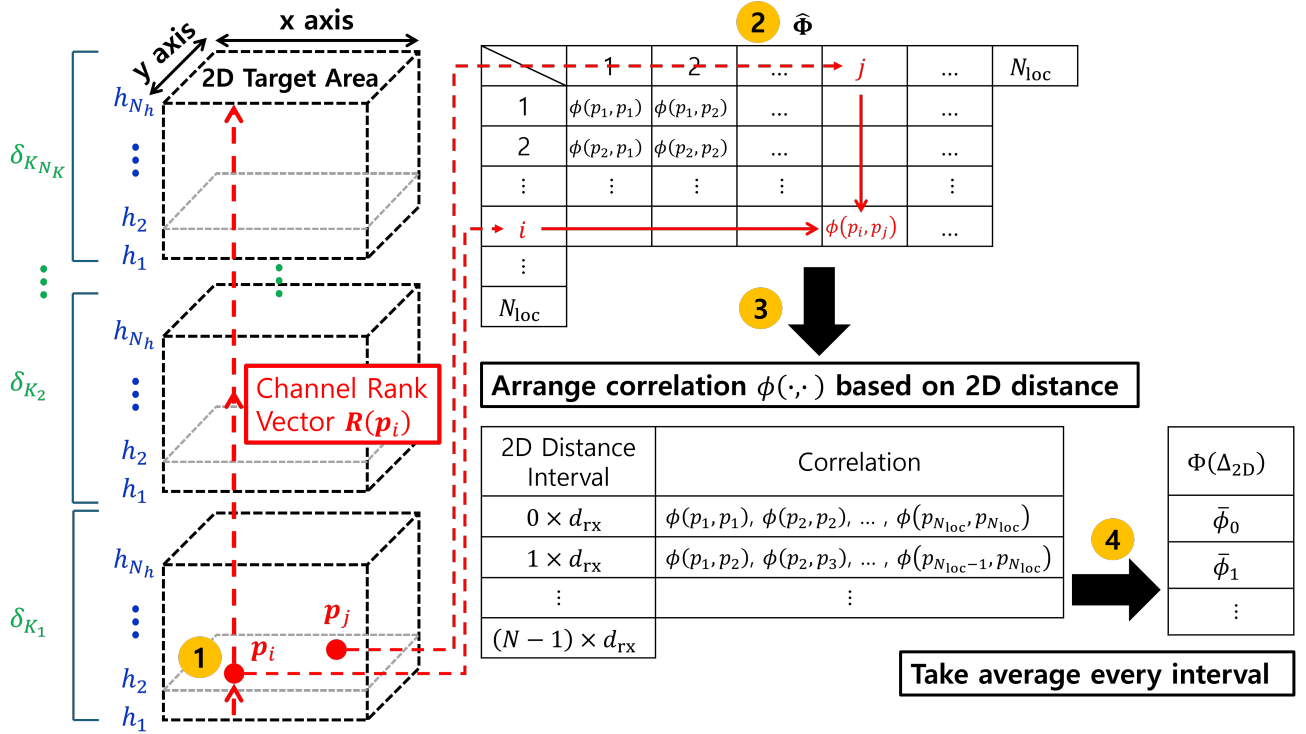 x axis
y axis
2D Target Area
h_{N_h}
⋮
h_2
h_1
δ_{K_{N_K}}
⋮
⋮
h_{N_h}
⋮
h_2
h_1
δ_{K_2}
Channel Rank
Vector R(p_i)
h_{N_h}
⋮
h_2
h_1
δ_{K_1}
1
p_i
p_j
2 Φ̂
1 2 ... j ... N_loc
1 ϕ(p_1, p_1) ϕ(p_1, p_2) ... ...
2 ϕ(p_2, p_1) ϕ(p_2, p_2) ... ...
⋮ ⋮ ⋮ ⋮
i ϕ(p_i, p_j) ...
⋮
N_loc
3
Arrange correlation ϕ(·,·) based on 2D distance
2D Distance
Interval
Correlation
0 × d_rx ϕ(p_1, p_1), ϕ(p_2, p_2), ... , ϕ(p_{N_loc}, p_{N_loc})
1 × d_rx ϕ(p_1, p_2), ϕ(p_2, p_3), ... , ϕ(p_{N_loc−1}, p_{N_loc})
⋮ ⋮
(N − 1) × d_rx
4
Φ(Δ_2D)
ϕ̄_0
ϕ̄_1
⋮
Take average every interval